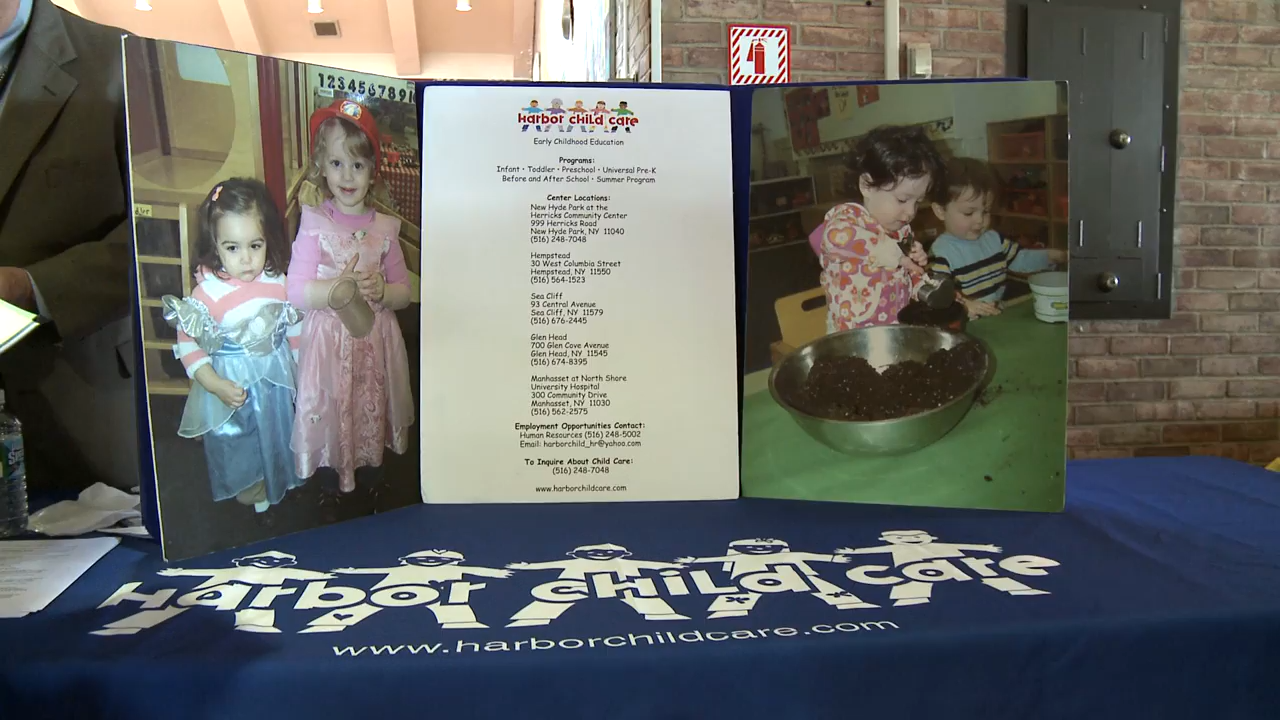 1234567891
harbor child care
Early Childhood Education
Programs:
Infant • Toddler • Preschool • Universal Pre-K
Before and After School • Summer Program
Center Locations:
New Hyde Park at the
Herricks Community Center
999 Herricks Road
New Hyde Park, NY 11040
(516) 248-7048
Hempstead
30 West Columbia Street
Hempstead, NY 11550
(516) 564-1523
Sea Cliff
93 Central Avenue
Sea Cliff, NY 11579
(516) 676-2445
Glen Head
700 Glen Cove Avenue
Glen Head, NY 11545
(516) 674-8395
Manhasset at North Shore
University Hospital
300 Community Drive
Manhasset, NY 11030
(516) 562-2575
Employment Opportunities Contact:
Human Resources (516) 248-5002
Email: harborchild_hr@yahoo.com
To Inquire About Child Care:
(516) 248-7048
www.harborchildcare.com
Harbor child care
www.harborchildcare.com